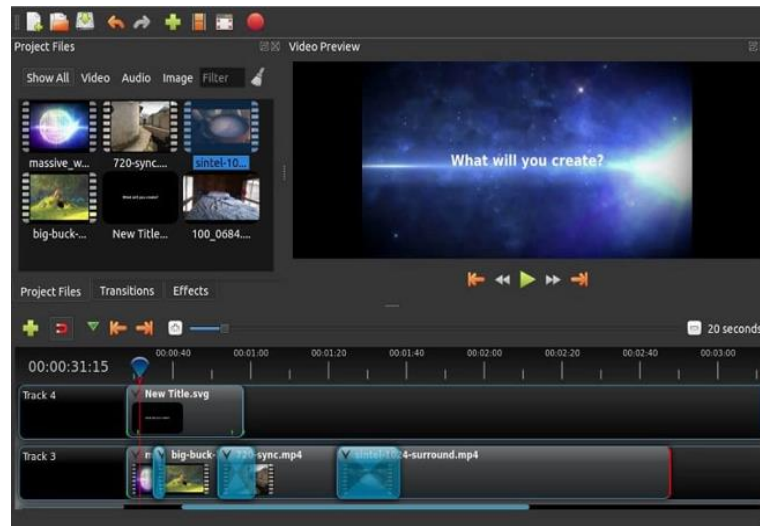 Project Files
Video Preview
Show All Video Audio Image Filter
massive_w... 720-sync.... sintel-10...
big-buck-... New Title... 100_0684....
What will you create?
Project Files Transitions Effects
20 seconds
00:00:31:15
00:00:40 00:01:00 00:01:20 00:01:40 00:02:00 00:02:20 00:02:40 00:03:00
Track 4
New Title.svg
Track 3
m big-buck- 720-sync.mp4 sintel-1024-surround.mp4